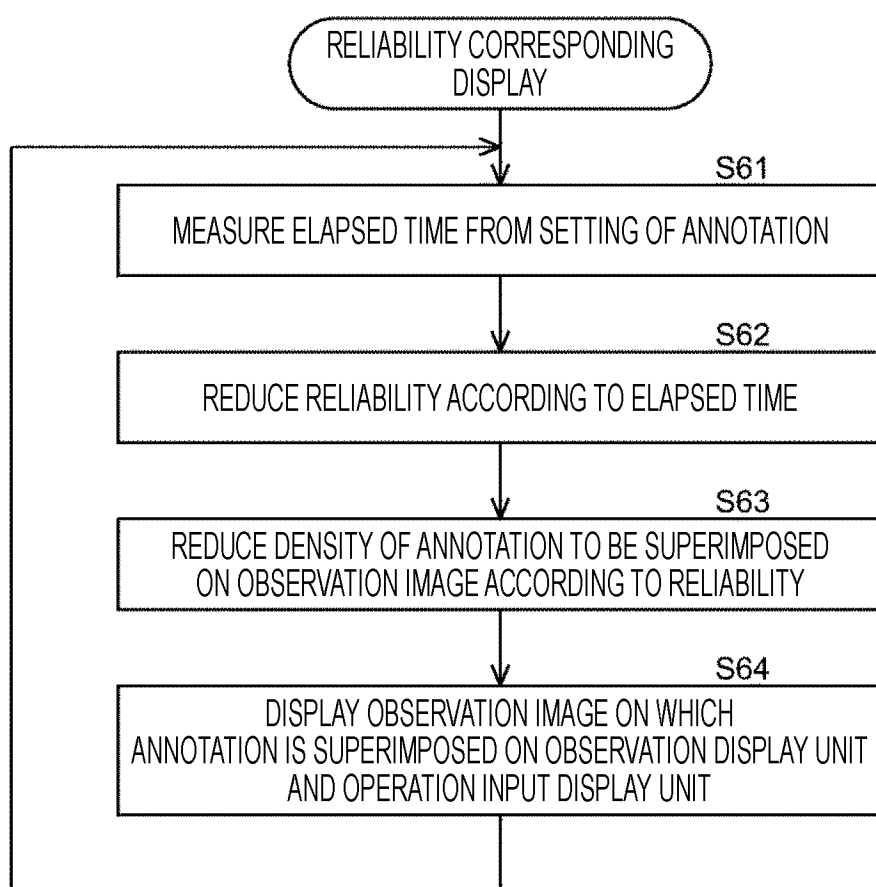 RELIABILITY CORRESPONDING
DISPLAY
S61
MEASURE ELAPSED TIME FROM SETTING OF ANNOTATION
S62
REDUCE RELIABILITY ACCORDING TO ELAPSED TIME
S63
REDUCE DENSITY OF ANNOTATION TO BE SUPERIMPOSED
ON OBSERVATION IMAGE ACCORDING TO RELIABILITY
S64
DISPLAY OBSERVATION IMAGE ON WHICH
ANNOTATION IS SUPERIMPOSED ON OBSERVATION DISPLAY UNIT
AND OPERATION INPUT DISPLAY UNIT